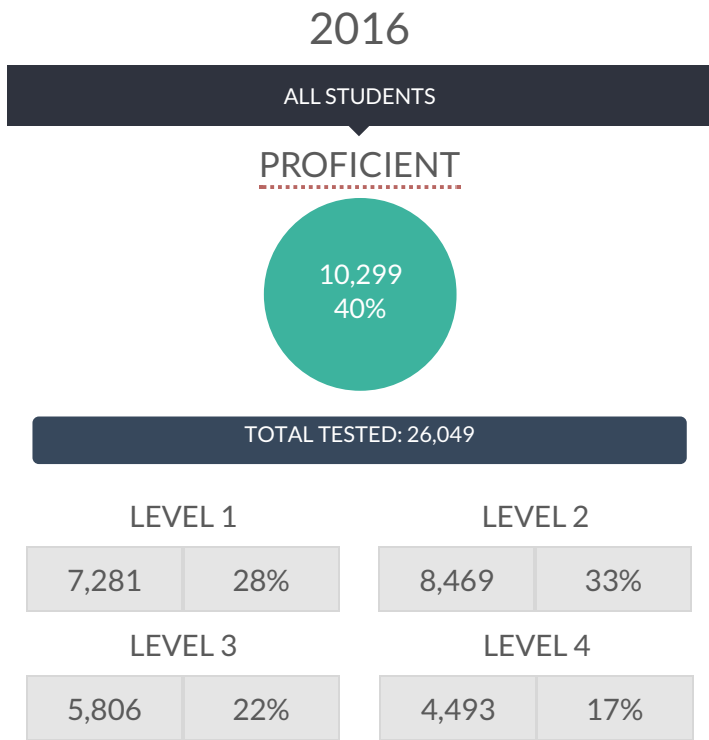 2016
ALL STUDENTS
PROFICIENT
10,299
40%
TOTAL TESTED: 26,049
LEVEL 1 LEVEL 2
7,281 28% 8,469 33%
LEVEL 3 LEVEL 4
5,806 22% 4,493 17%